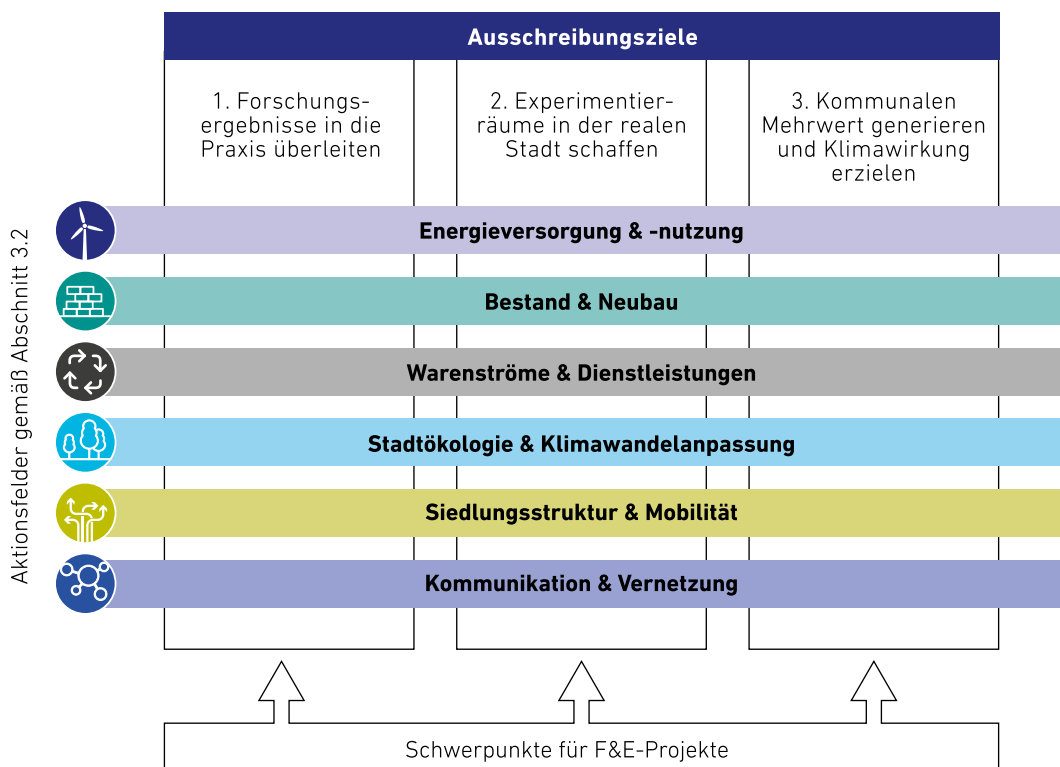 Ausschreibungsziele
1. Forschungs-
ergebnisse in die
Praxis überleiten
2. Experimentier-
räume in der realen
Stadt schaffen
3. Kommunalen
Mehrwert generieren
und Klimawirkung
erzielen
Aktionsfelder gemäß Abschnitt 3.2
Energieversorgung & -nutzung
Bestand & Neubau
Warenströme & Dienstleistungen
Stadtökologie & Klimawandelanpassung
Siedlungsstruktur & Mobilität
Kommunikation & Vernetzung
Schwerpunkte für F&E-Projekte